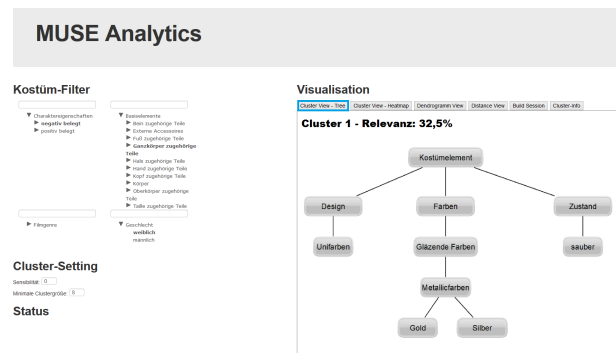 MUSE Analytics
Kostüm-Filter
▼ Charaktereigenschaften
▶ negativ belegt
▶ positiv belegt
▼ Basiselemente
▶ Bein zugehörige Teile
▶ Externe Accessoires
▶ Fuß zugehörige Teile
▶ Ganzkörper zugehörige
Teile
▶ Hals zugehörige Teile
▶ Hand zugehörige Teile
▶ Kopf zugehörige Teile
▶ Körper
▶ Oberkörper zugehörige
Teile
▶ Taille zugehörige Teile
▶ Filmgenre
▼ Geschlecht
weiblich
männlich
Cluster-Setting
Sensibilität: 0
Minimale Clustergröße: 8
Status
Visualisation
Cluster View - Tree
Cluster View - Heatmap
Dendrogramm View
Distance View
Build Session
Cluster-Info
Cluster 1 - Relevanz: 32,5%
Kostümelement
Design
Farben
Zustand
Unifarben
Gläzende Farben
sauber
Metallicfarben
Gold
Silber